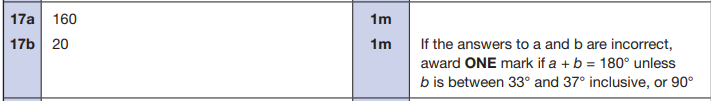 17a 160 1m
17b 20 1m If the answers to a and b are incorrect,
award ONE mark if a + b = 180° unless
b is between 33° and 37° inclusive, or 90°